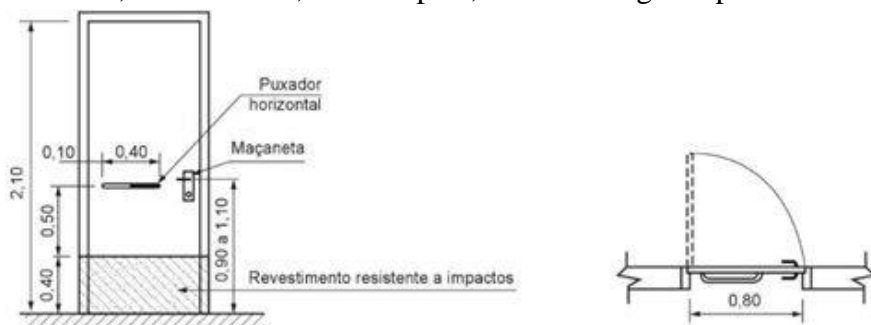 Puxador
horizontal
0,10
0,40
Maçaneta
2,10
0,50
0,90 a 1,10
0,40
Revestimento resistente a impactos
0,80